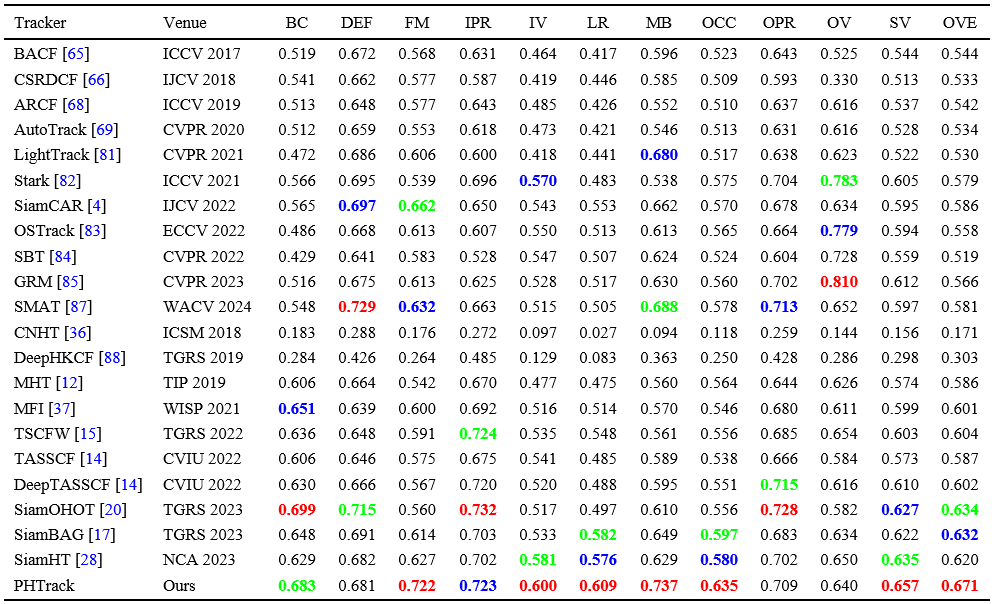 Tracker Venue BC DEF FM IPR IV LR MB OCC OPR OV SV OVE
BACF [65] ICCV 2017 0.519 0.672 0.568 0.631 0.464 0.417 0.596 0.523 0.643 0.525 0.544 0.544
CSRDCF [66] IJCV 2018 0.541 0.662 0.577 0.587 0.419 0.446 0.585 0.509 0.593 0.330 0.513 0.533
ARCF [68] ICCV 2019 0.513 0.648 0.577 0.643 0.485 0.426 0.552 0.510 0.637 0.616 0.537 0.542
AutoTrack [69] CVPR 2020 0.512 0.659 0.553 0.618 0.473 0.421 0.546 0.513 0.631 0.616 0.528 0.534
LightTrack [81] CVPR 2021 0.472 0.686 0.606 0.600 0.418 0.441 0.680 0.517 0.638 0.623 0.522 0.530
Stark [82] ICCV 2021 0.566 0.695 0.539 0.696 0.570 0.483 0.538 0.575 0.704 0.783 0.605 0.579
SiamCAR [4] IJCV 2022 0.565 0.697 0.662 0.650 0.543 0.553 0.662 0.570 0.678 0.634 0.595 0.586
OSTrack [83] ECCV 2022 0.486 0.668 0.613 0.607 0.550 0.513 0.613 0.565 0.664 0.779 0.594 0.558
SBT [84] CVPR 2022 0.429 0.641 0.583 0.528 0.547 0.507 0.624 0.524 0.604 0.728 0.559 0.519
GRM [85] CVPR 2023 0.516 0.675 0.613 0.625 0.528 0.517 0.630 0.560 0.702 0.810 0.612 0.566
SMAT [87] WACV 2024 0.548 0.729 0.632 0.663 0.515 0.505 0.688 0.578 0.713 0.652 0.597 0.581
CNHT [36] ICSM 2018 0.183 0.288 0.176 0.272 0.097 0.027 0.094 0.118 0.259 0.144 0.156 0.171
DeepHKCF [88] TGRS 2019 0.284 0.426 0.264 0.485 0.129 0.083 0.363 0.250 0.428 0.286 0.298 0.303
MHT [12] TIP 2019 0.606 0.664 0.542 0.670 0.477 0.475 0.560 0.564 0.644 0.626 0.574 0.586
MFI [37] WISP 2021 0.651 0.639 0.600 0.692 0.516 0.514 0.570 0.546 0.680 0.611 0.599 0.601
TSCFW [15] TGRS 2022 0.636 0.648 0.591 0.724 0.535 0.548 0.561 0.556 0.685 0.654 0.603 0.604
TASSCF [14] CVIU 2022 0.606 0.646 0.575 0.675 0.541 0.485 0.589 0.538 0.666 0.584 0.573 0.587
DeepTASSCF [14] CVIU 2022 0.630 0.666 0.567 0.720 0.520 0.488 0.595 0.551 0.715 0.616 0.610 0.602
SiamOHOT [20] TGRS 2023 0.699 0.715 0.560 0.732 0.517 0.497 0.610 0.556 0.728 0.582 0.627 0.634
SiamBAG [17] TGRS 2023 0.648 0.691 0.614 0.703 0.533 0.582 0.649 0.597 0.683 0.634 0.622 0.632
SiamHT [28] NCA 2023 0.629 0.682 0.627 0.702 0.581 0.576 0.637 0.580 0.702 0.650 0.635 0.620
PHTrack Ours 0.683 0.681 0.722 0.723 0.600 0.609 0.737 0.635 0.709 0.640 0.657 0.671